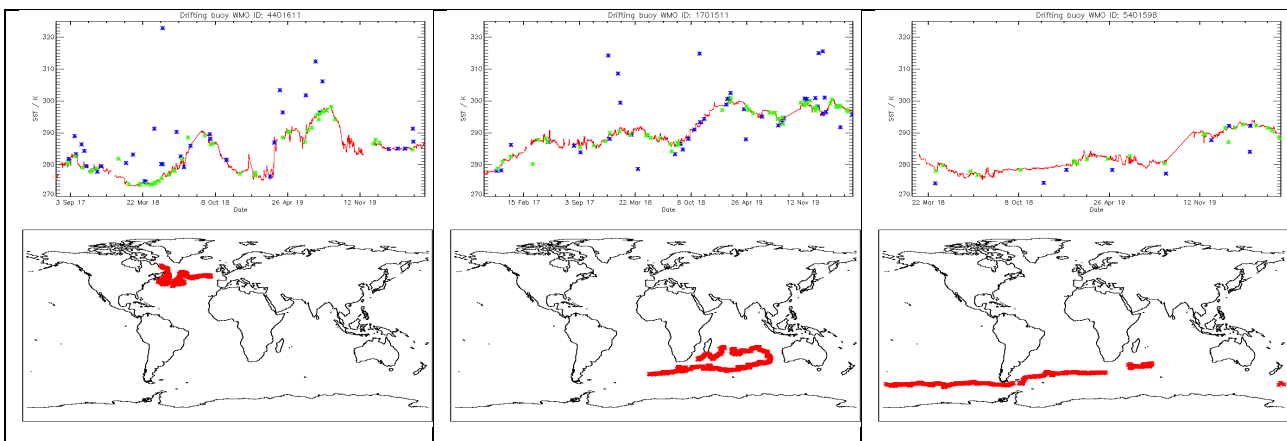 Drifting buoy WMO ID: 4401611
320
310
300
290
280
270
SST / K
3 Sep 17 22 Mar 18 8 Oct 18 26 Apr 19 12 Nov 19
Date
Drifting buoy WMO ID: 1701511
320
310
300
290
280
270
SST / K
15 Feb 17 3 Sep 17 22 Mar 18 8 Oct 18 26 Apr 19 12 Nov 19
Date
Drifting buoy WMO ID: 5401598
320
310
300
290
280
270
SST / K
22 Mar 18 8 Oct 18 26 Apr 19 12 Nov 19
Date